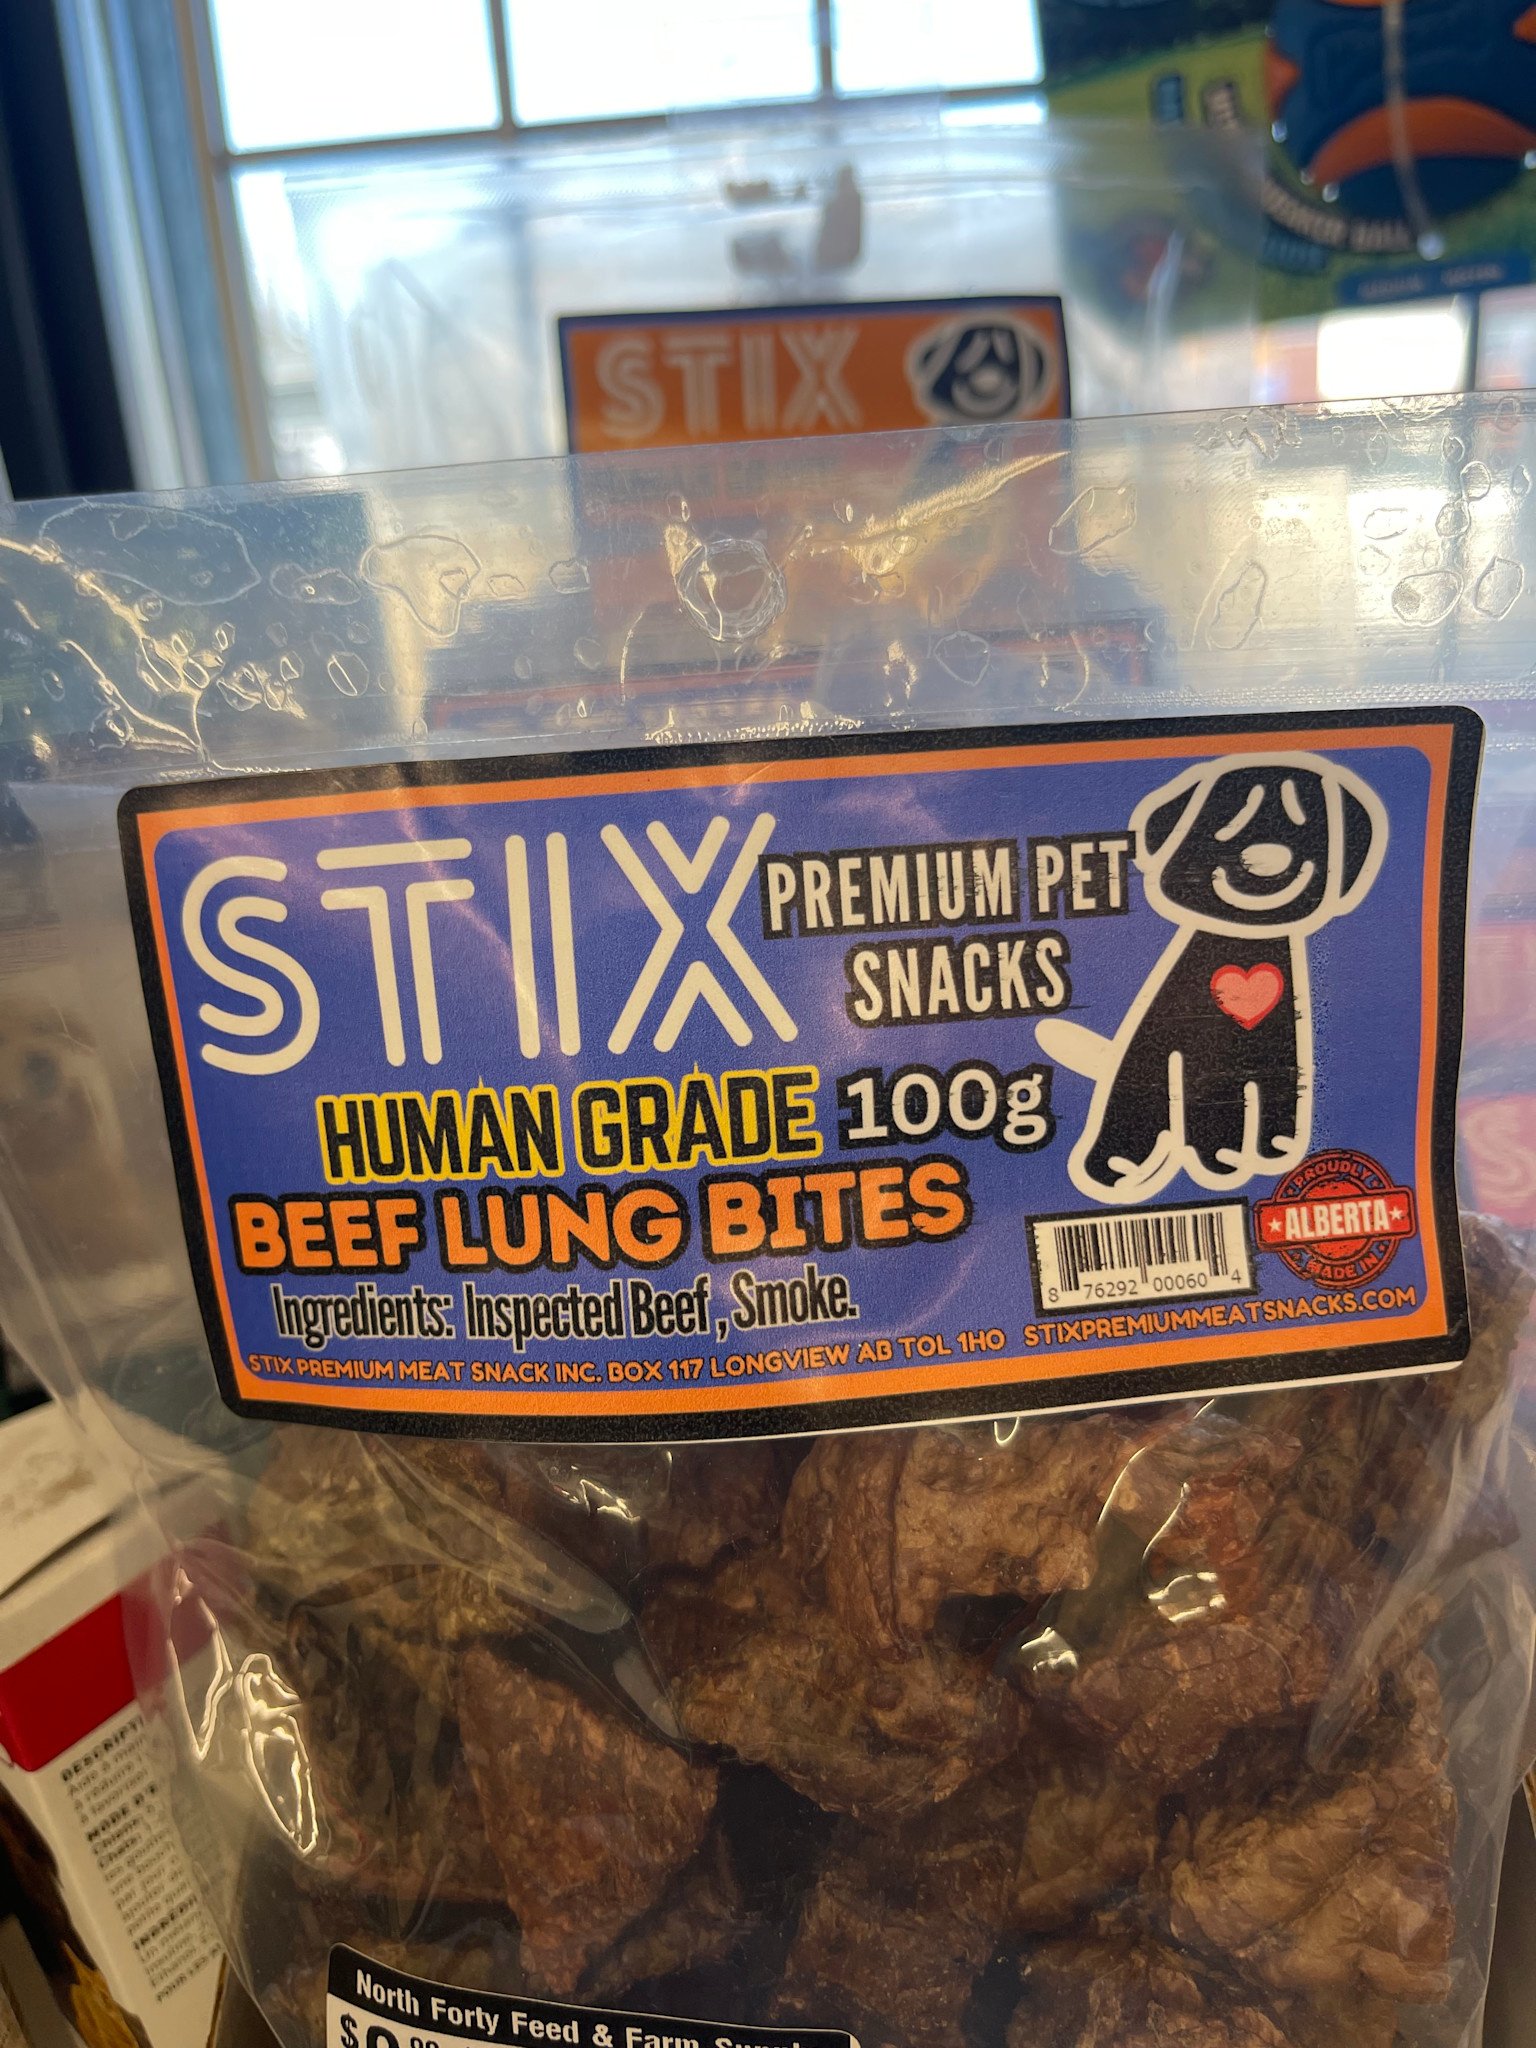 STIX
STIX
PREMIUM PET
SNACKS
HUMAN GRADE 100g
BEEF LUNG BITES
Ingredients: Inspected Beef, Smoke.
8 76292 00060 4
PROUDLY
★ALBERTA★
MADE IN
STIX PREMIUM MEAT SNACK INC. BOX 117 LONGVIEW AB TOL 1HO STIXPREMIUMMEATSNACKS.COM
North Forty Feed & Farm
$